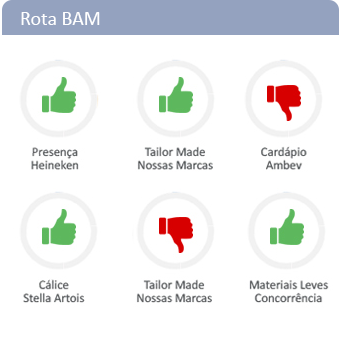 Rota BAM
Presença
Heineken
Tailor Made
Nossas Marcas
Cardápio
Ambev
Cálice
Stella Artois
Tailor Made
Nossas Marcas
Materiais Leves
Concorrência